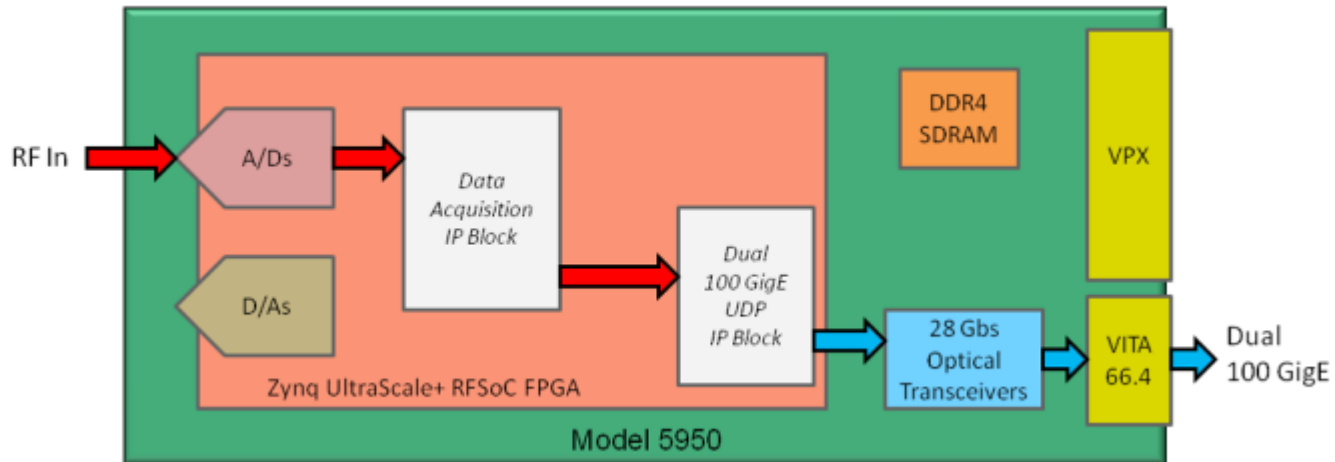 RF In
A/Ds
D/As
Data
Acquisition
IP Block
Dual
100 GigE
UDP
IP Block
Zynq UltraScale+ RFSoC FPGA
DDR4
SDRAM
28 Gbs
Optical
Transceivers
VPX
VITA
66.4
Dual
100 GigE
Model 5950